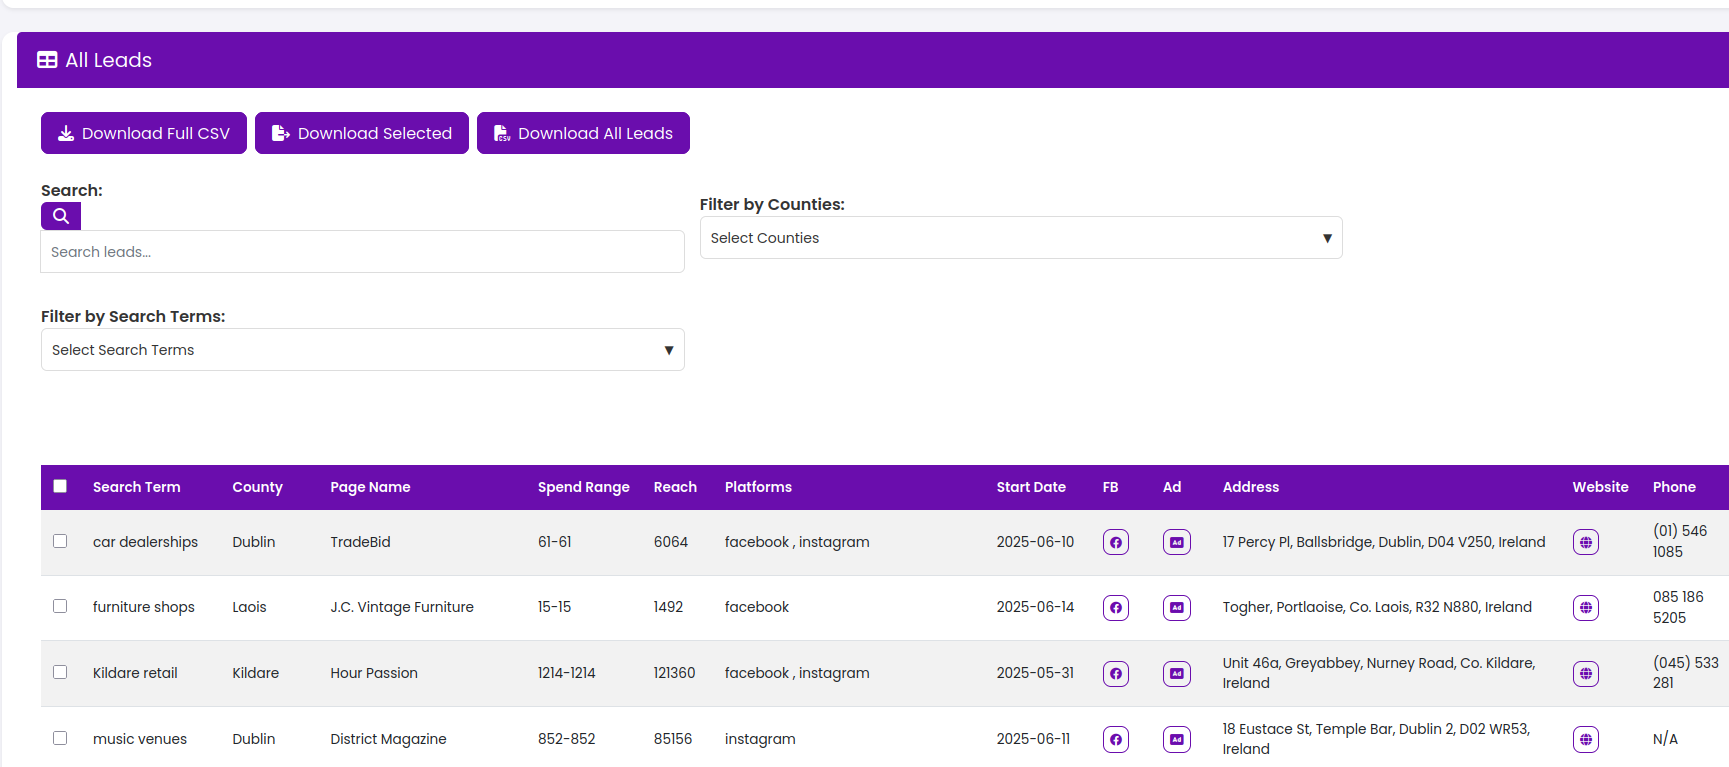 All Leads
Download Full CSV
Download Selected
Download All Leads
Search:
Search leads...
Filter by Counties:
Select Counties ▼
Filter by Search Terms:
Select Search Terms ▼
Search Term County Page Name Spend Range Reach Platforms Start Date FB Ad Address Website Phone
car dealerships Dublin TradeBid 61-61 6064 facebook , instagram 2025-06-10 Ad 17 Percy Pl, Ballsbridge, Dublin, D04 V250, Ireland (01) 546
1085
furniture shops Laois J.C. Vintage Furniture 15-15 1492 facebook 2025-06-14 Ad Togher, Portlaoise, Co. Laois, R32 N880, Ireland 085 186
5205
Kildare retail Kildare Hour Passion 1214-1214 121360 facebook , instagram 2025-05-31 Ad Unit 46a, Greyabbey, Nurney Road, Co. Kildare, (045) 533
Ireland 281
music venues Dublin District Magazine 852-852 85156 instagram 2025-06-11 Ad 18 Eustace St, Temple Bar, Dublin 2, D02 WR53, N/A
Ireland